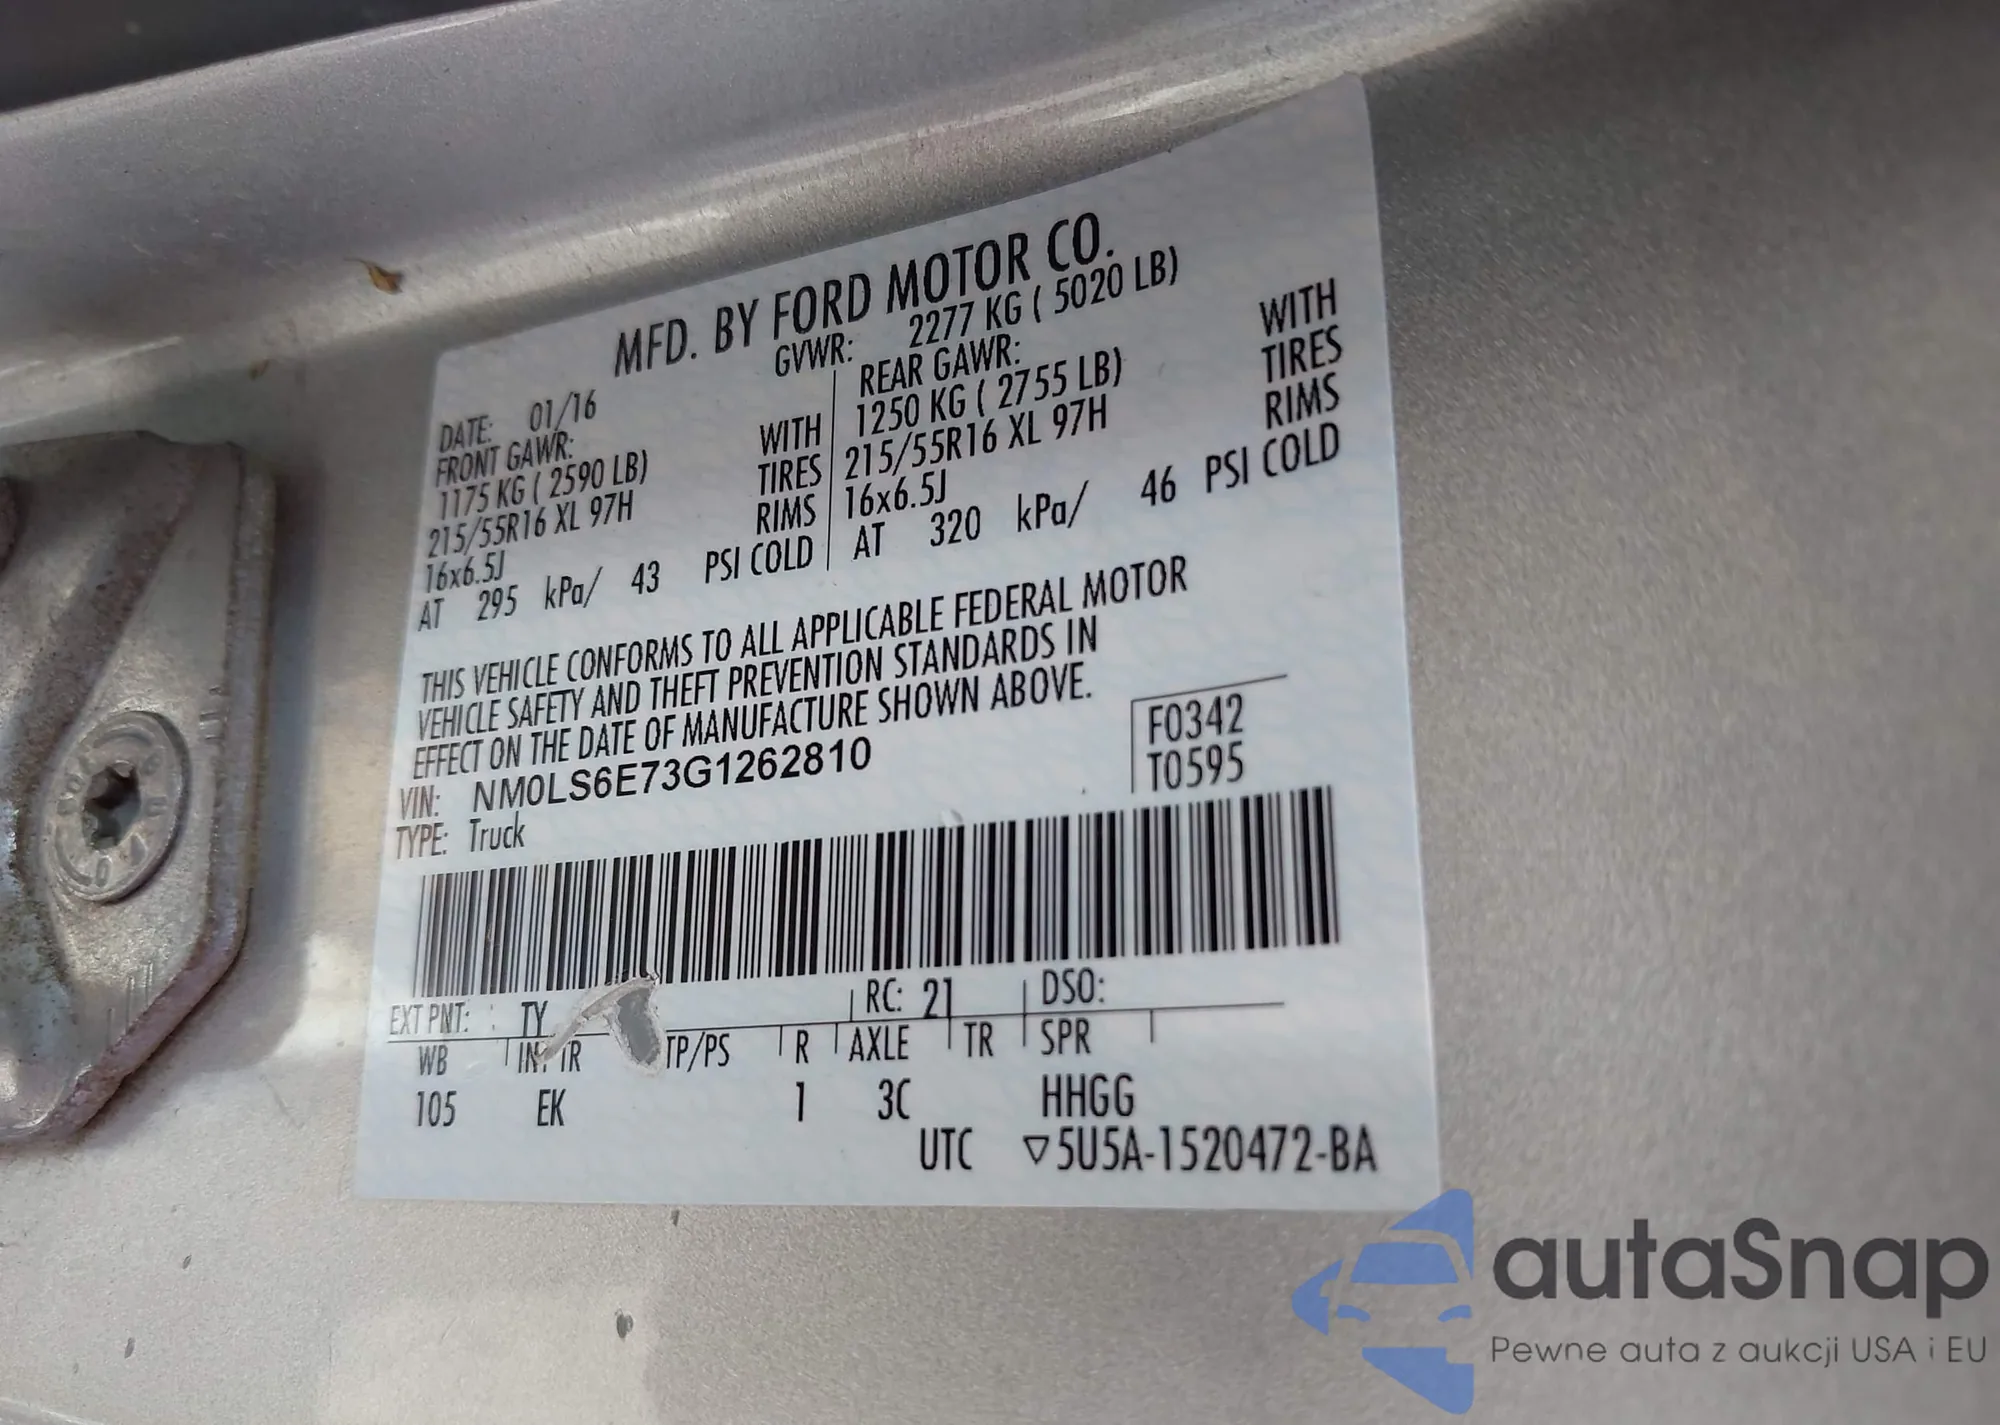 MFD. BY FORD MOTOR CO.
DATE: 01/16 GVWR: 2277 KG ( 5020 LB)
FRONT GAWR: REAR GAWR:
1175 KG ( 2590 LB) WITH 1250 KG ( 2755 LB) WITH
215/55R16 XL 97H TIRES 215/55R16 XL 97H TIRES
16x6.5J RIMS 16x6.5J RIMS
AT 295 kPa/ 43 PSI COLD AT 320 kPa/ 46 PSI COLD
THIS VEHICLE CONFORMS TO ALL APPLICABLE FEDERAL MOTOR
VEHICLE SAFETY AND THEFT PREVENTION STANDARDS IN
EFFECT ON THE DATE OF MANUFACTURE SHOWN ABOVE.
VIN: NM0LS6E73G1262810 F0342
TYPE: Truck T0595
EXT PNT: TY RC: 21 DSO:
WB TR TP/PS R AXLE TR SPR
105 EK 1 3C HHGG
UTC ▽5U5A-1520472-BA
autaSnap
Pewne auta z aukcji USA i EU